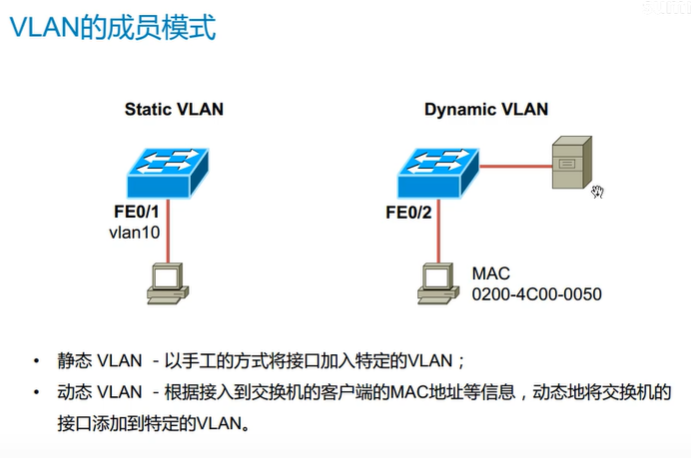 VLAN的成员模式
Static VLAN
Dynamic VLAN
FE0/1
vlan10
FE0/2
MAC
0200-4C00-0050
• 静态 VLAN - 以手工的方式将接口加入特定的VLAN；
• 动态 VLAN - 根据接入到交换机的客户端的MAC地址等信息，动态地将交换机的
接口添加到特定的VLAN。